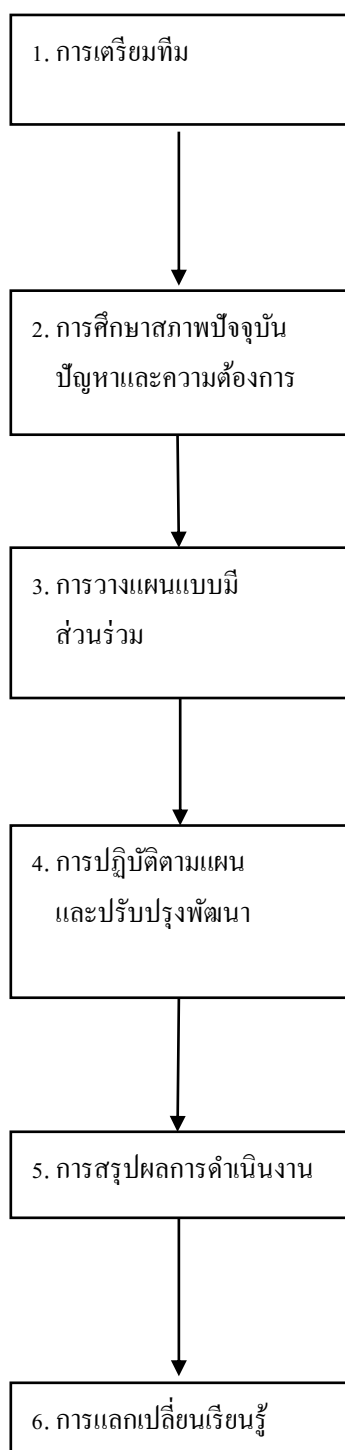 1. การเตรียมทีม
2. การศึกษาสภาพปัจจุบัน
ปัญหาและความต้องการ
3. การวางแผนแบบมี
ส่วนร่วม
4. การปฏิบัติตามแผน
และปรับปรุงพัฒนา
5. การสรุปผลการดำเนินงาน
6. การแลกเปลี่ยนเรียนรู้